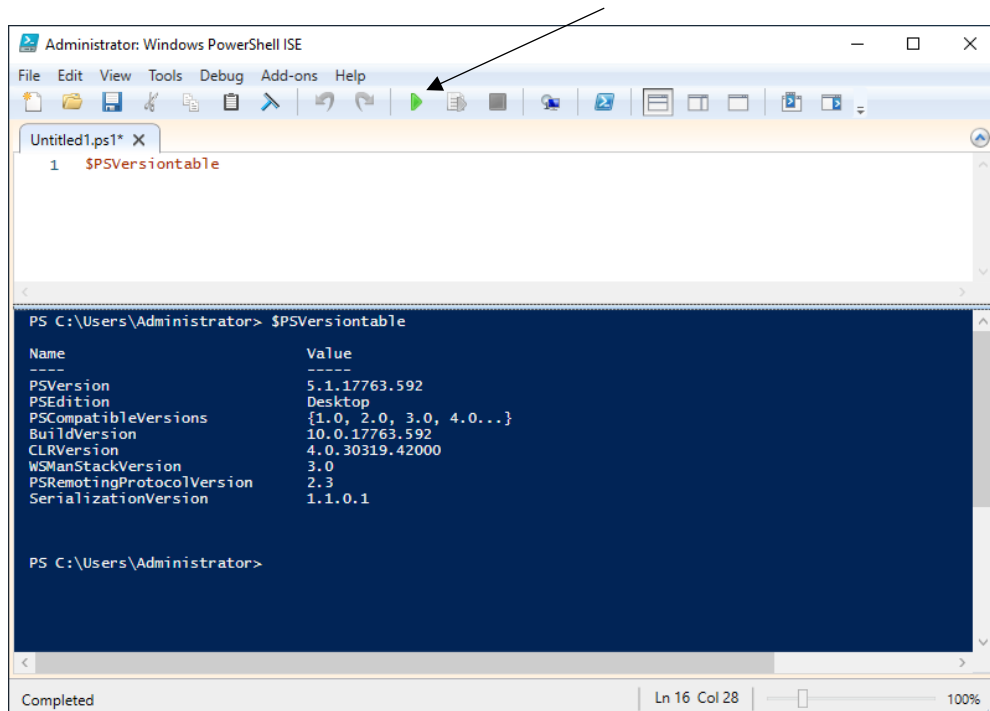 Administrator: Windows PowerShell ISE
File Edit View Tools Debug Add-ons Help
Untitled1.ps1* X
1 $PSVersiontable
PS C:\Users\Administrator> $PSVersiontable
Name Value
---- -----
PSVersion 5.1.17763.592
PSEdition Desktop
PSCompatibleVersions {1.0, 2.0, 3.0, 4.0...}
BuildVersion 10.0.17763.592
CLRVersion 4.0.30319.42000
WSManStackVersion 3.0
PSRemotingProtocolVersion 2.3
SerializationVersion 1.1.0.1
PS C:\Users\Administrator>
Completed Ln 16 Col 28 100%